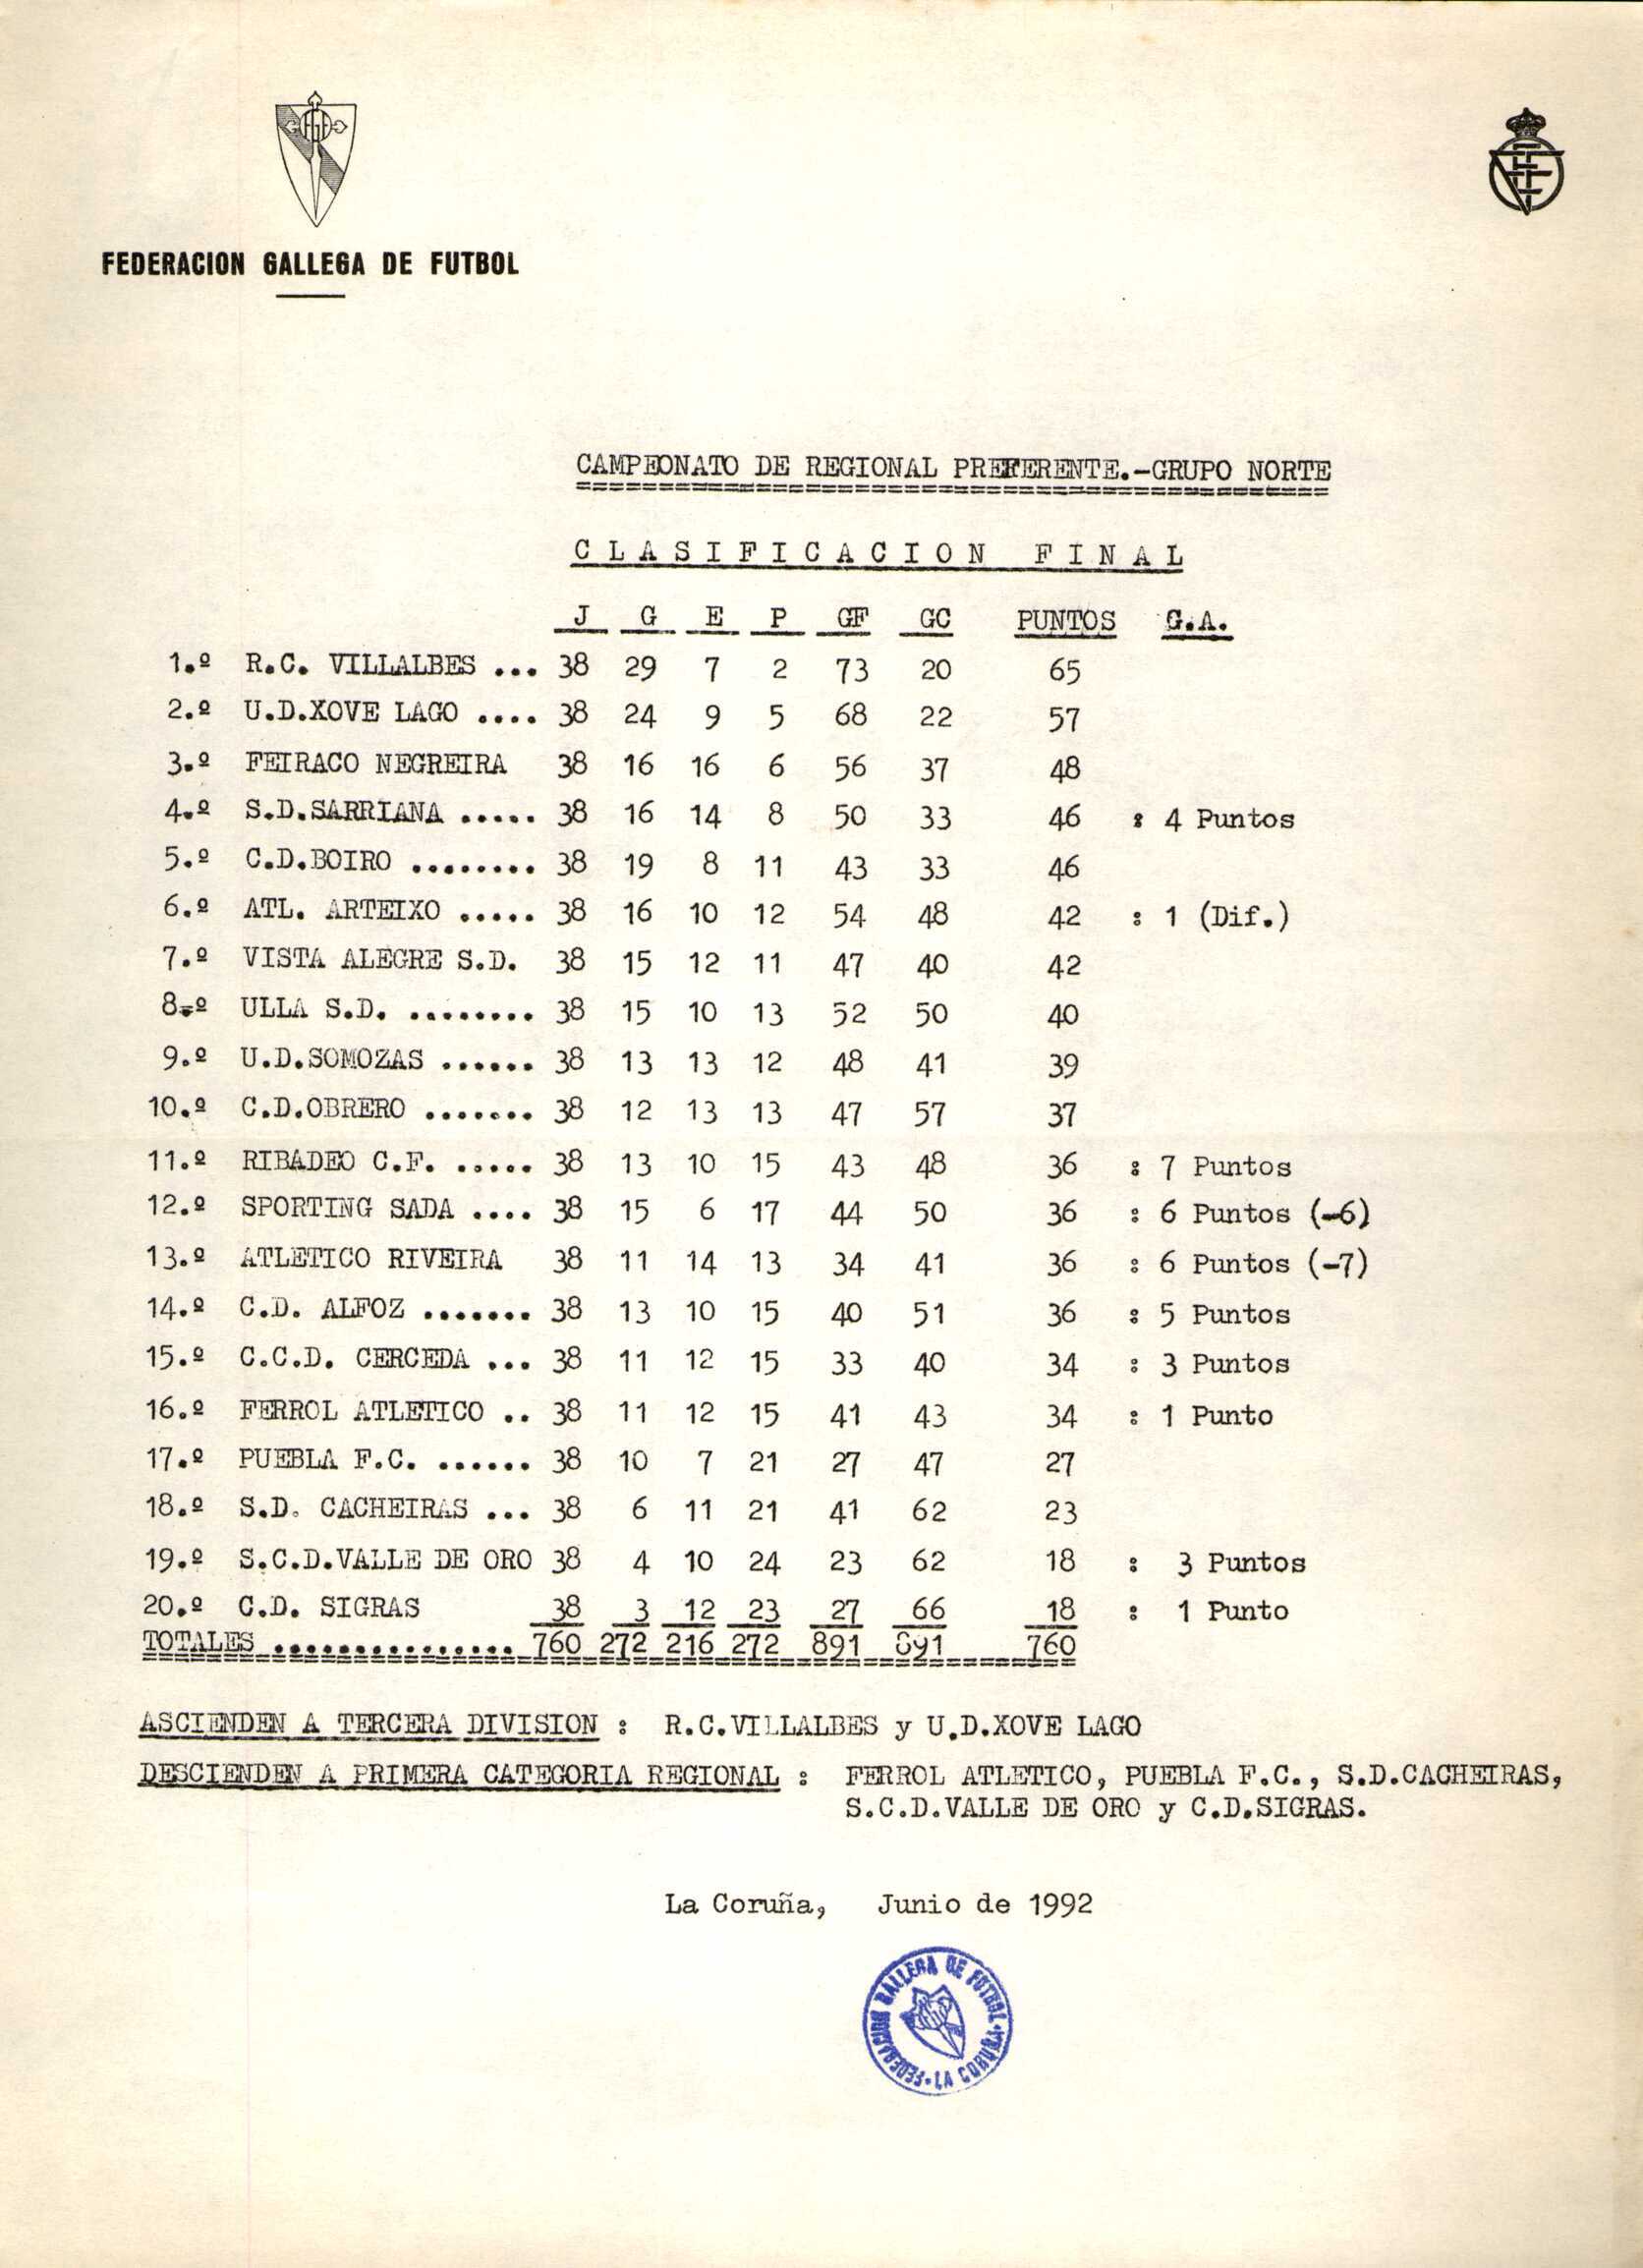 FEDERACION GALLEGA DE FUTBOL
CAMPEONATO DE REGIONAL PREFERENTE.-GRUPO NORTE
CLASIFICACION FINAL
J G E P GF GC PUNTOS G.A.
1.º R.C. VILLALBES ... 38 29 7 2 73 20 65
2.º U.D.XOVE LAGO .... 38 24 9 5 68 22 57
3.º FEIRACO NEGREIRA 38 16 16 6 56 37 48
4.º S.D.SARRIANA ..... 38 16 14 8 50 33 46 : 4 Puntos
5.º C.D.BOIRO ........ 38 19 8 11 43 33 46
6.º ATL. ARTEIXO ..... 38 16 10 12 54 48 42 : 1 (Dif.)
7.º VISTA ALEGRE S.D. 38 15 12 11 47 40 42
8.º ULLA S.D. ........ 38 15 10 13 52 50 40
9.º U.D.SOMOZAS ...... 38 13 13 12 48 41 39
10.º C.D.OBRERO ....... 38 12 13 13 47 57 37
11.º RIBADEO C.F. ..... 38 13 10 15 43 48 36 : 7 Puntos
12.º SPORTING SADA .... 38 15 6 17 44 50 36 : 6 Puntos (-6)
13.º ATLETICO RIVEIRA 38 11 14 13 34 41 36 : 6 Puntos (-7)
14.º C.D. ALFOZ ....... 38 13 10 15 40 51 36 : 5 Puntos
15.º C.C.D. CERCEDA ... 38 11 12 15 33 40 34 : 3 Puntos
16.º FERROL ATLETICO .. 38 11 12 15 41 43 34 : 1 Punto
17.º PUEBLA F.C. ...... 38 10 7 21 27 47 27
18.º S.D. CACHEIRAS ... 38 6 11 21 41 62 23
19.º S.C.D.VALLE DE ORO 38 4 10 24 23 62 18 : 3 Puntos
20.º C.D. SIGRAS 38 3 12 23 27 66 18 : 1 Punto
TOTALES ............... 760 272 216 272 891 891 760
ASCIENDEN A TERCERA DIVISION : R.C.VILLALBES y U.D.XOVE LAGO
DESCIENDEN A PRIMERA CATEGORIA REGIONAL : FERROL ATLETICO, PUEBLA F.C., S.D.CACHEIRAS,
S.C.D.VALLE DE ORO y C.D.SIGRAS.
La Coruña, Junio de 1992
FEDERACION GALLEGA DE FUTBOL · LA CORUÑA